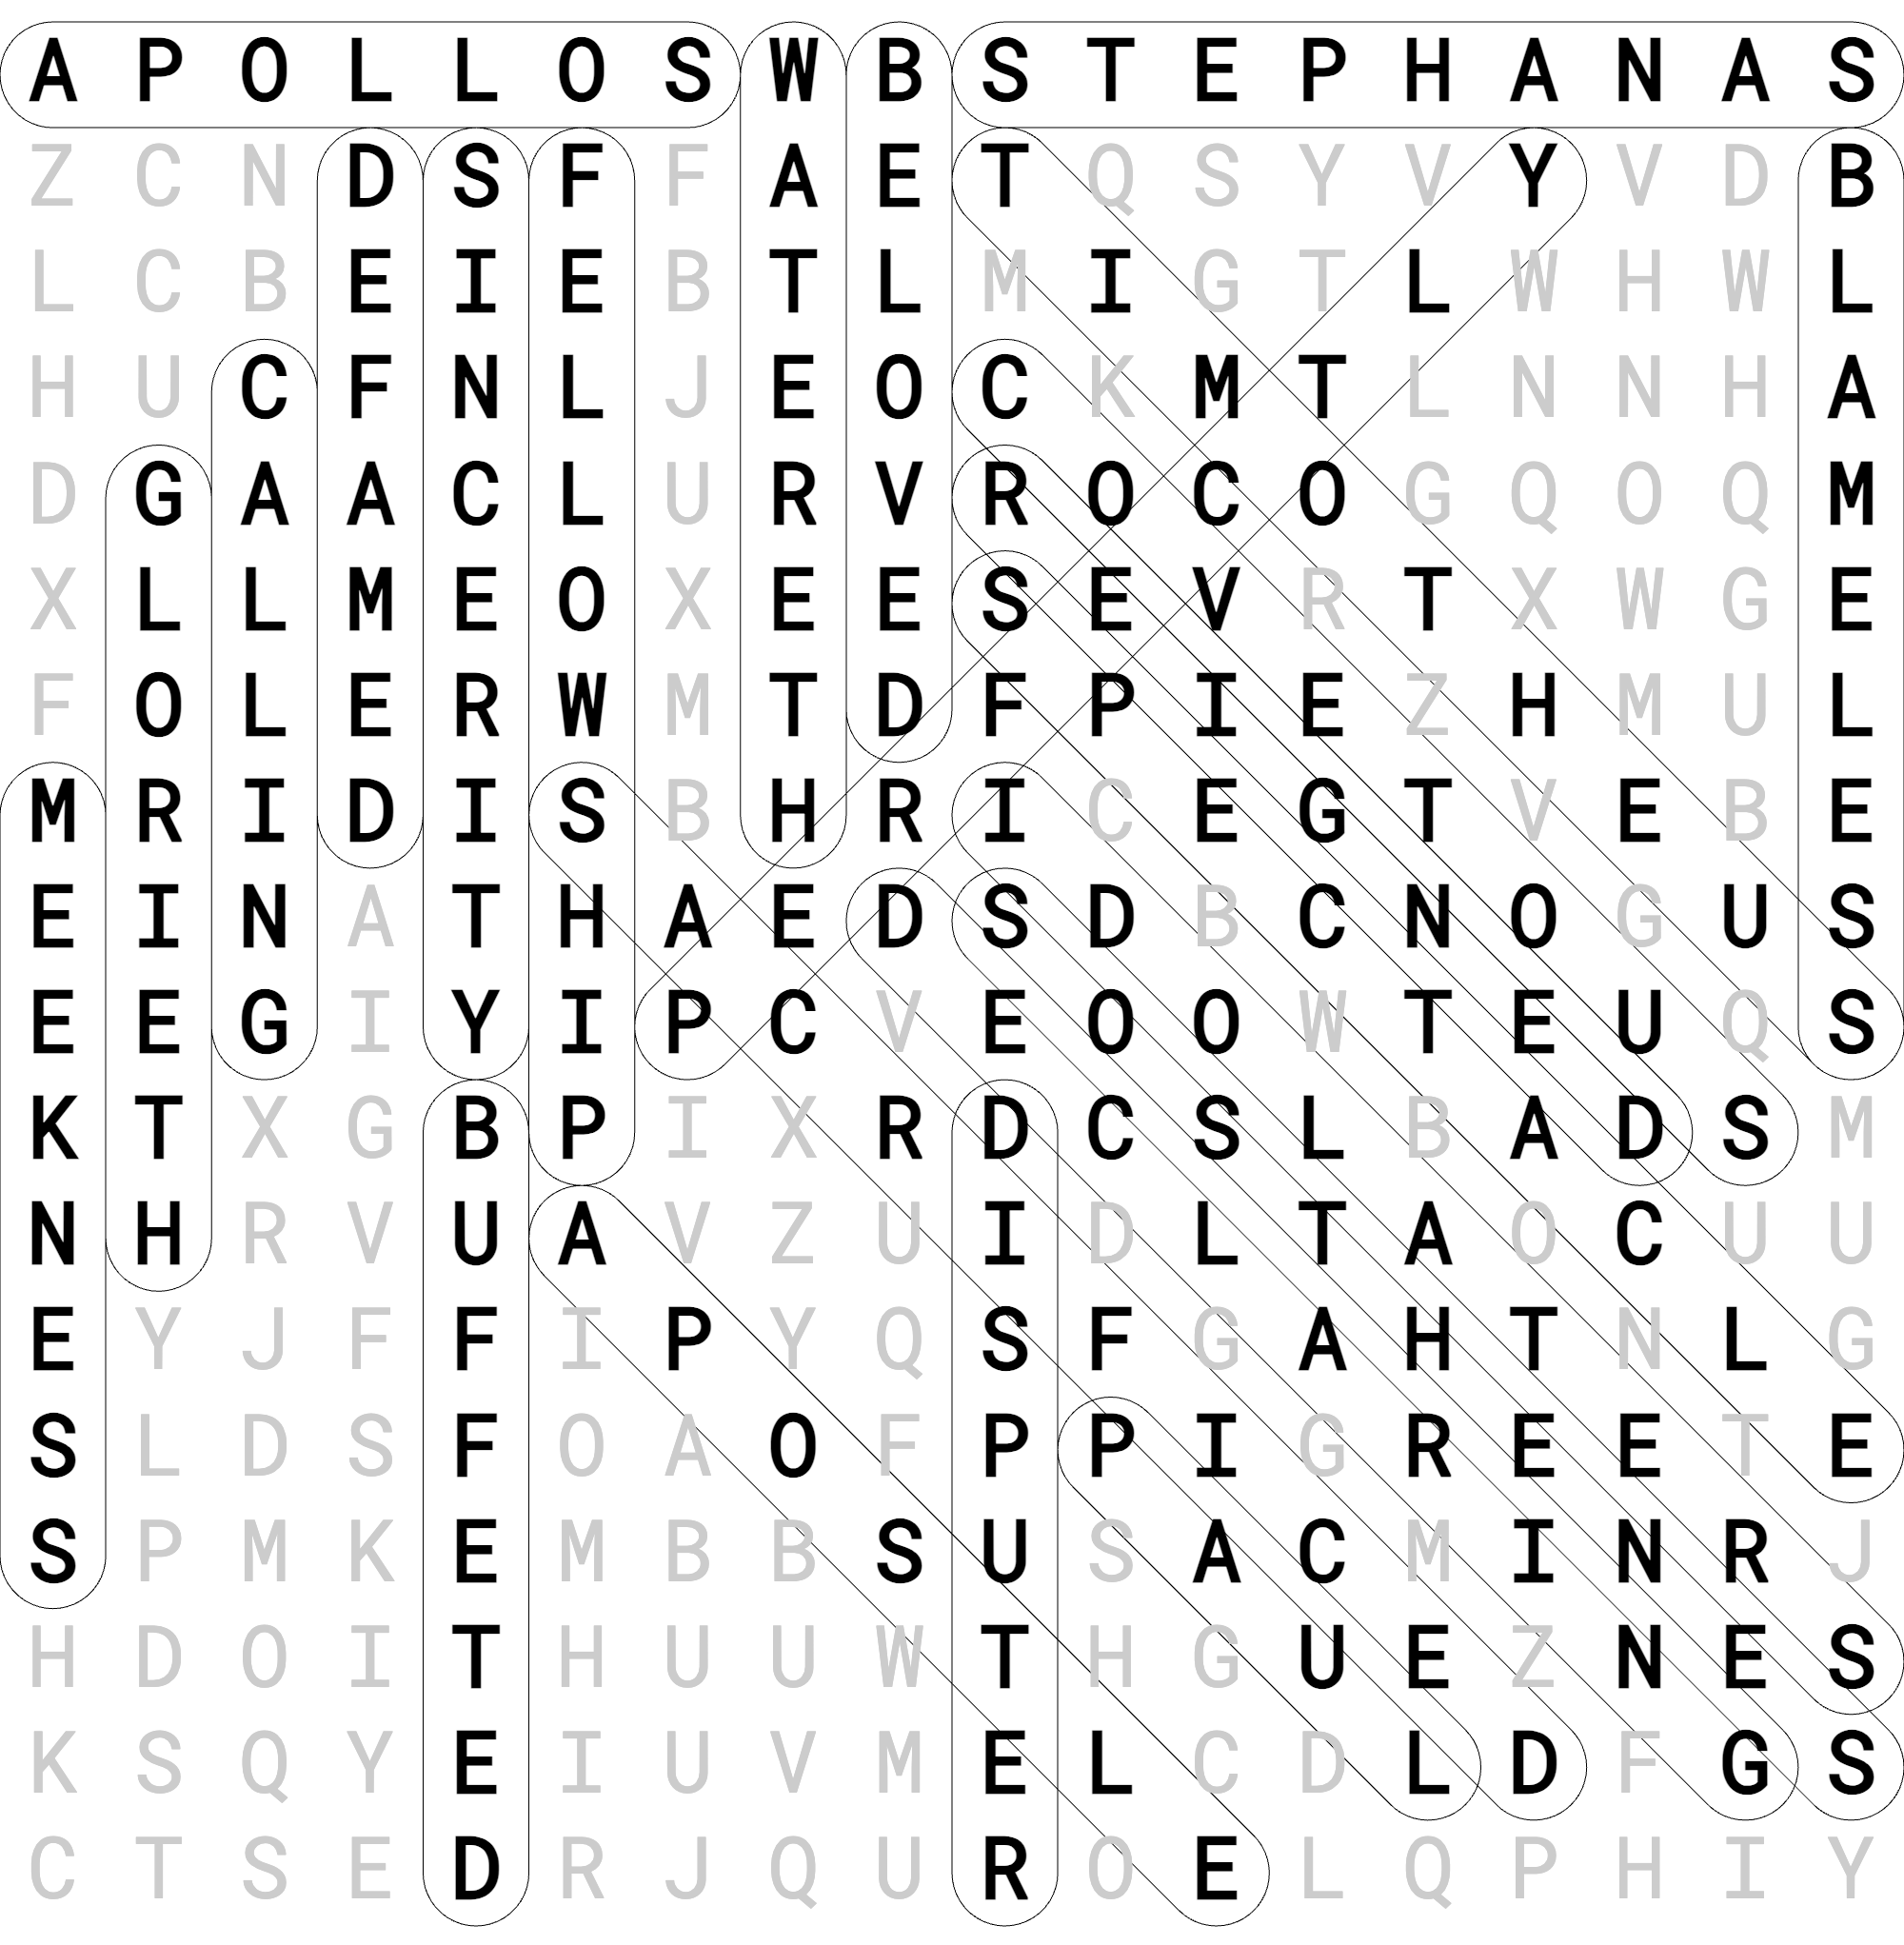 A P O L L O S W B S T E P H A N A S
Z C N D S F F A E T Q S Y V Y V D B
L C B E I E B T L M I G T L W H W L
H U C F N L J E O C K M T L N N H A
D G A A C L U R V R O C O G Q O Q M
X L L M E O X E E S E V R T X W G E
F O L E R W M T D F P I E Z H M U L
M R I D I S B H R I C E G T V E B E
E I N A T H A E D S D B C N O G U S
E E G I Y I P C V E O O W T E U Q S
K T X G B P I X R D C S L B A D S M
N H R V U A V Z U I D L T A O C U U
E Y J F F I P Y Q S F G A H T N L G
S L D S F O A O F P P I G R E E T E
S P M K E M B B S U S A C M I N R J
H D O I T H U U W T H G U E Z N E S
K S Q Y E I U V M E L C D L D F G S
C T S E D R J Q U R O E L Q P H I Y